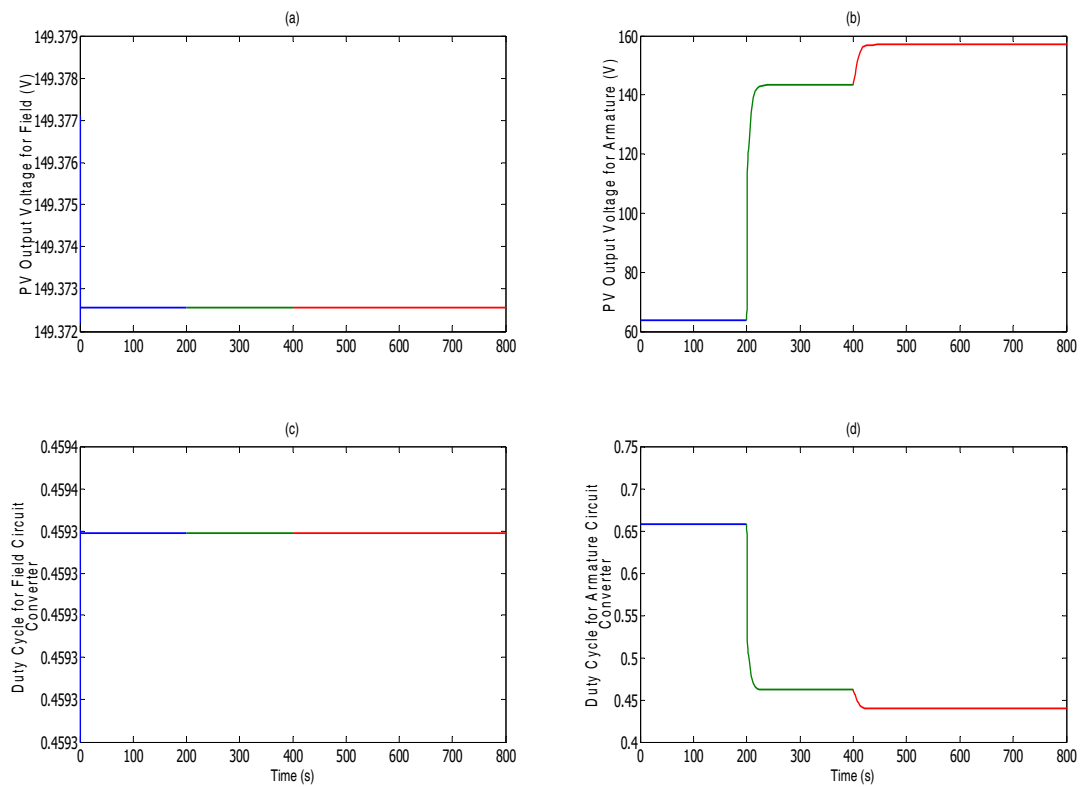 (a)
PV Output Voltage for Field (V)
149.379
149.378
149.377
149.376
149.375
149.374
149.373
149.372
0 100 200 300 400 500 600 700 800
(b)
PV Output Voltage for Armature (V)
160
140
120
100
80
60
0 100 200 300 400 500 600 700 800
(c)
Duty Cycle for Field Circuit
Converter
0.4594
0.4594
0.4593
0.4593
0.4593
0.4593
0.4593
0.4593
0 100 200 300 400 500 600 700 800
Time (s)
(d)
Duty Cycle for Armature Circuit
Converter
0.75
0.7
0.65
0.6
0.55
0.5
0.45
0.4
0 100 200 300 400 500 600 700 800
Time (s)